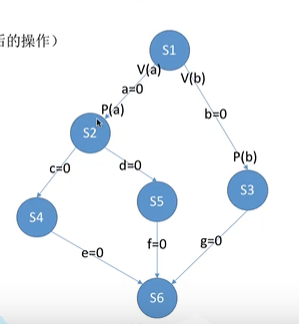 后的操作）
S1
V(a)
V(b)
a=0
P(a)
b=0
S2
P(b)
c=0
d=0
S3
S4
S5
f=0
g=0
e=0
S6